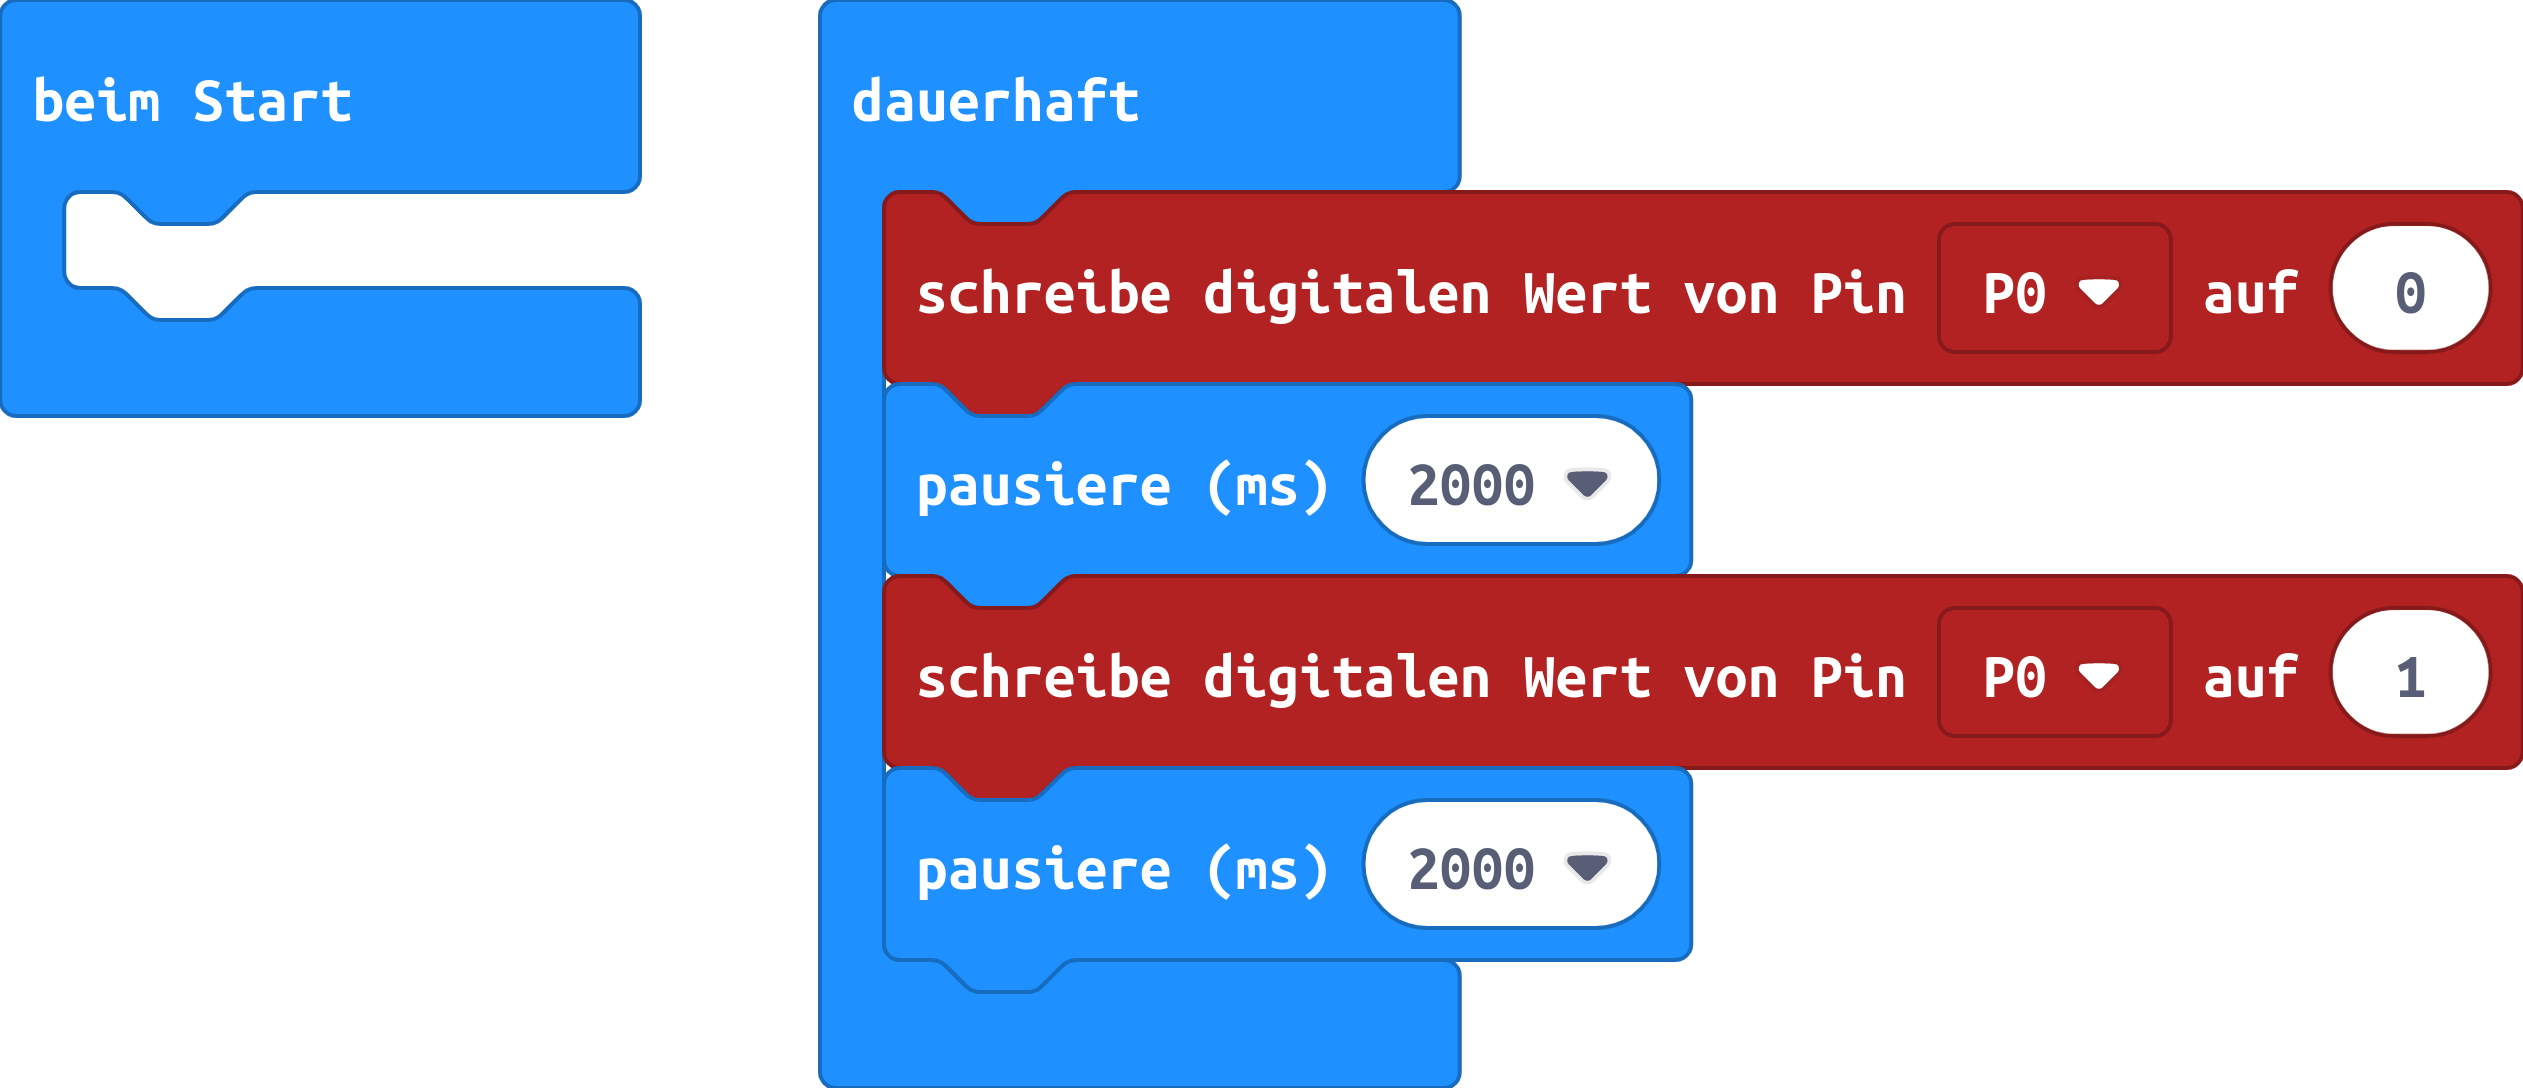 beim Start
dauerhaft
schreibe digitalen Wert von Pin P0 auf 0
pausiere (ms) 2000
schreibe digitalen Wert von Pin P0 auf 1
pausiere (ms) 2000